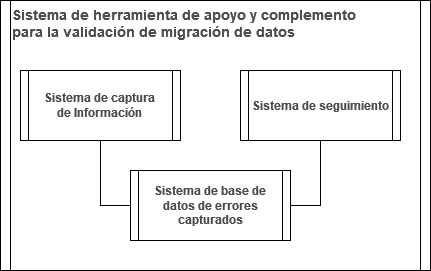 Sistema de herramienta de apoyo y complemento
para la validación de migración de datos
Sistema de captura
de Información
Sistema de seguimiento
Sistema de base de
datos de errores
capturados